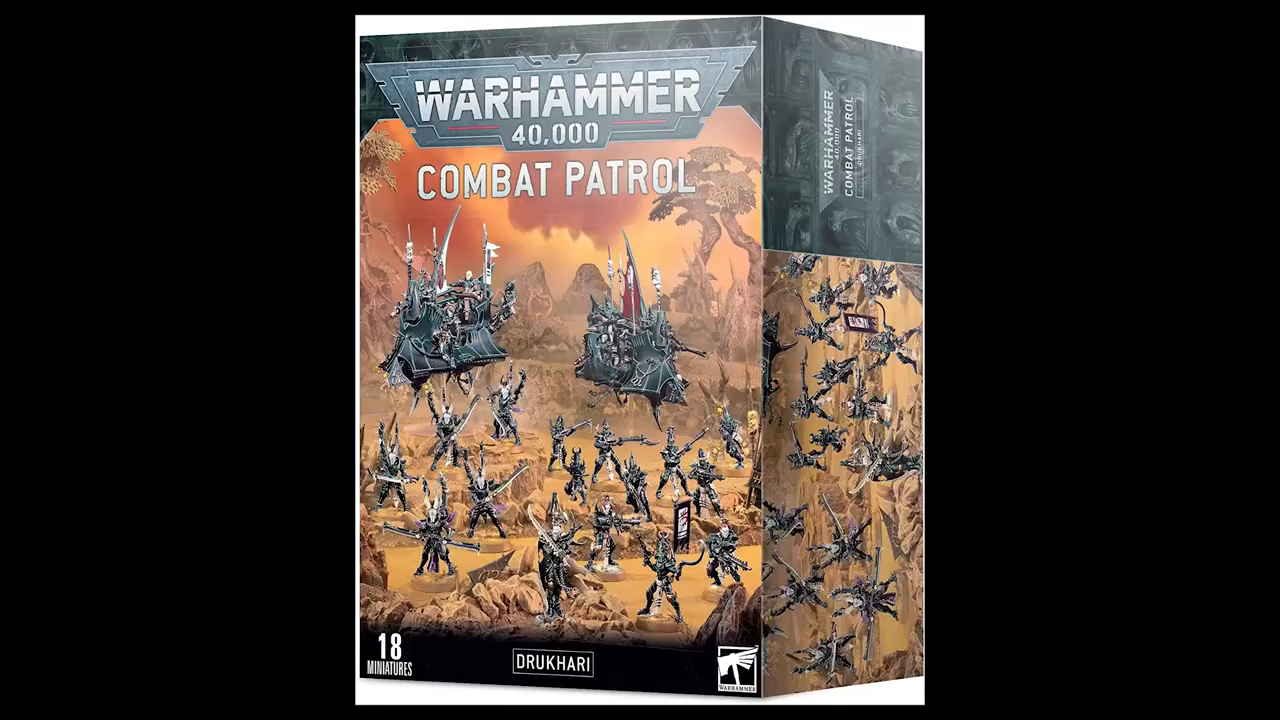 WARHAMMER
40,000
COMBAT PATROL
18
MINIATURES
DRUKHARI
WARHAMMER
WARHAMMER
40,000
COMBAT PATROL
DRUKHARI